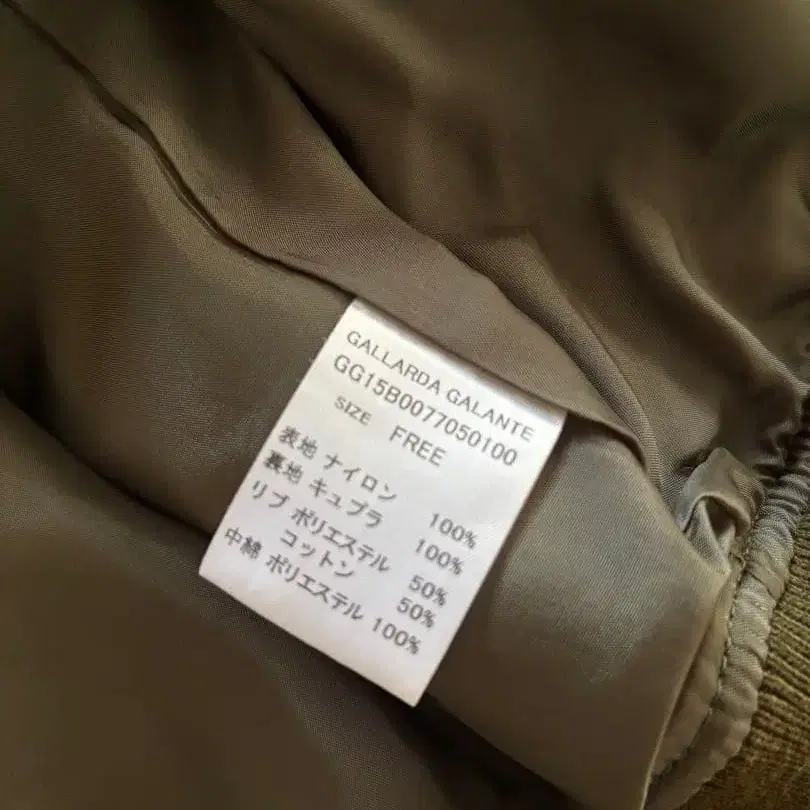 GALLARDA GALANTE
GG15B0077050100
SIZE FREE
表地 ナイロン 100%
裏地 キュプラ 100%
リブ ポリエステル 50%
コットン 50%
中綿 ポリエステル 100%